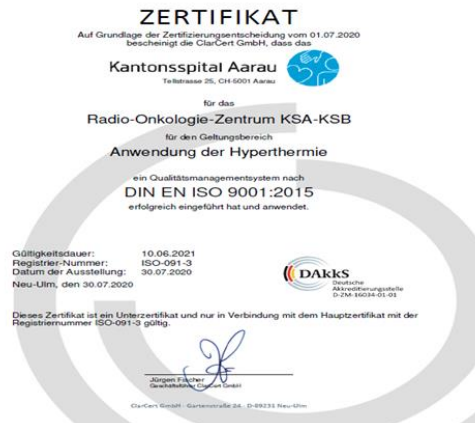 ZERTIFIKAT
Auf Grundlage der Zertifizierungsentscheidung vom 01.07.2020
bescheinigt die ClarCert GmbH, dass das
Kantonsspital Aarau
Tellstrasse 25, CH-5001 Aarau
für das
Radio-Onkologie-Zentrum KSA-KSB
für den Geltungsbereich
Anwendung der Hyperthermie
ein Qualitätsmanagementsystem nach
DIN EN ISO 9001:2015
erfolgreich eingeführt hat und anwendet.
Gültigkeitsdauer: 10.06.2021
Registrier-Nummer: ISO-091-3
Datum der Ausstellung: 30.07.2020
Neu-Ulm, den 30.07.2020
DAkkS
Deutsche
Akkreditierungsstelle
D-ZM-16034-01-01
Dieses Zertifikat ist ein Unterzertifikat und nur in Verbindung mit dem Hauptzertifikat mit der
Registriernummer ISO-091-3 gültig.
Jürgen Fischer
Geschäftsführer ClarCert GmbH
ClarCert GmbH · Gartenstraße 24 · D-89231 Neu-Ulm